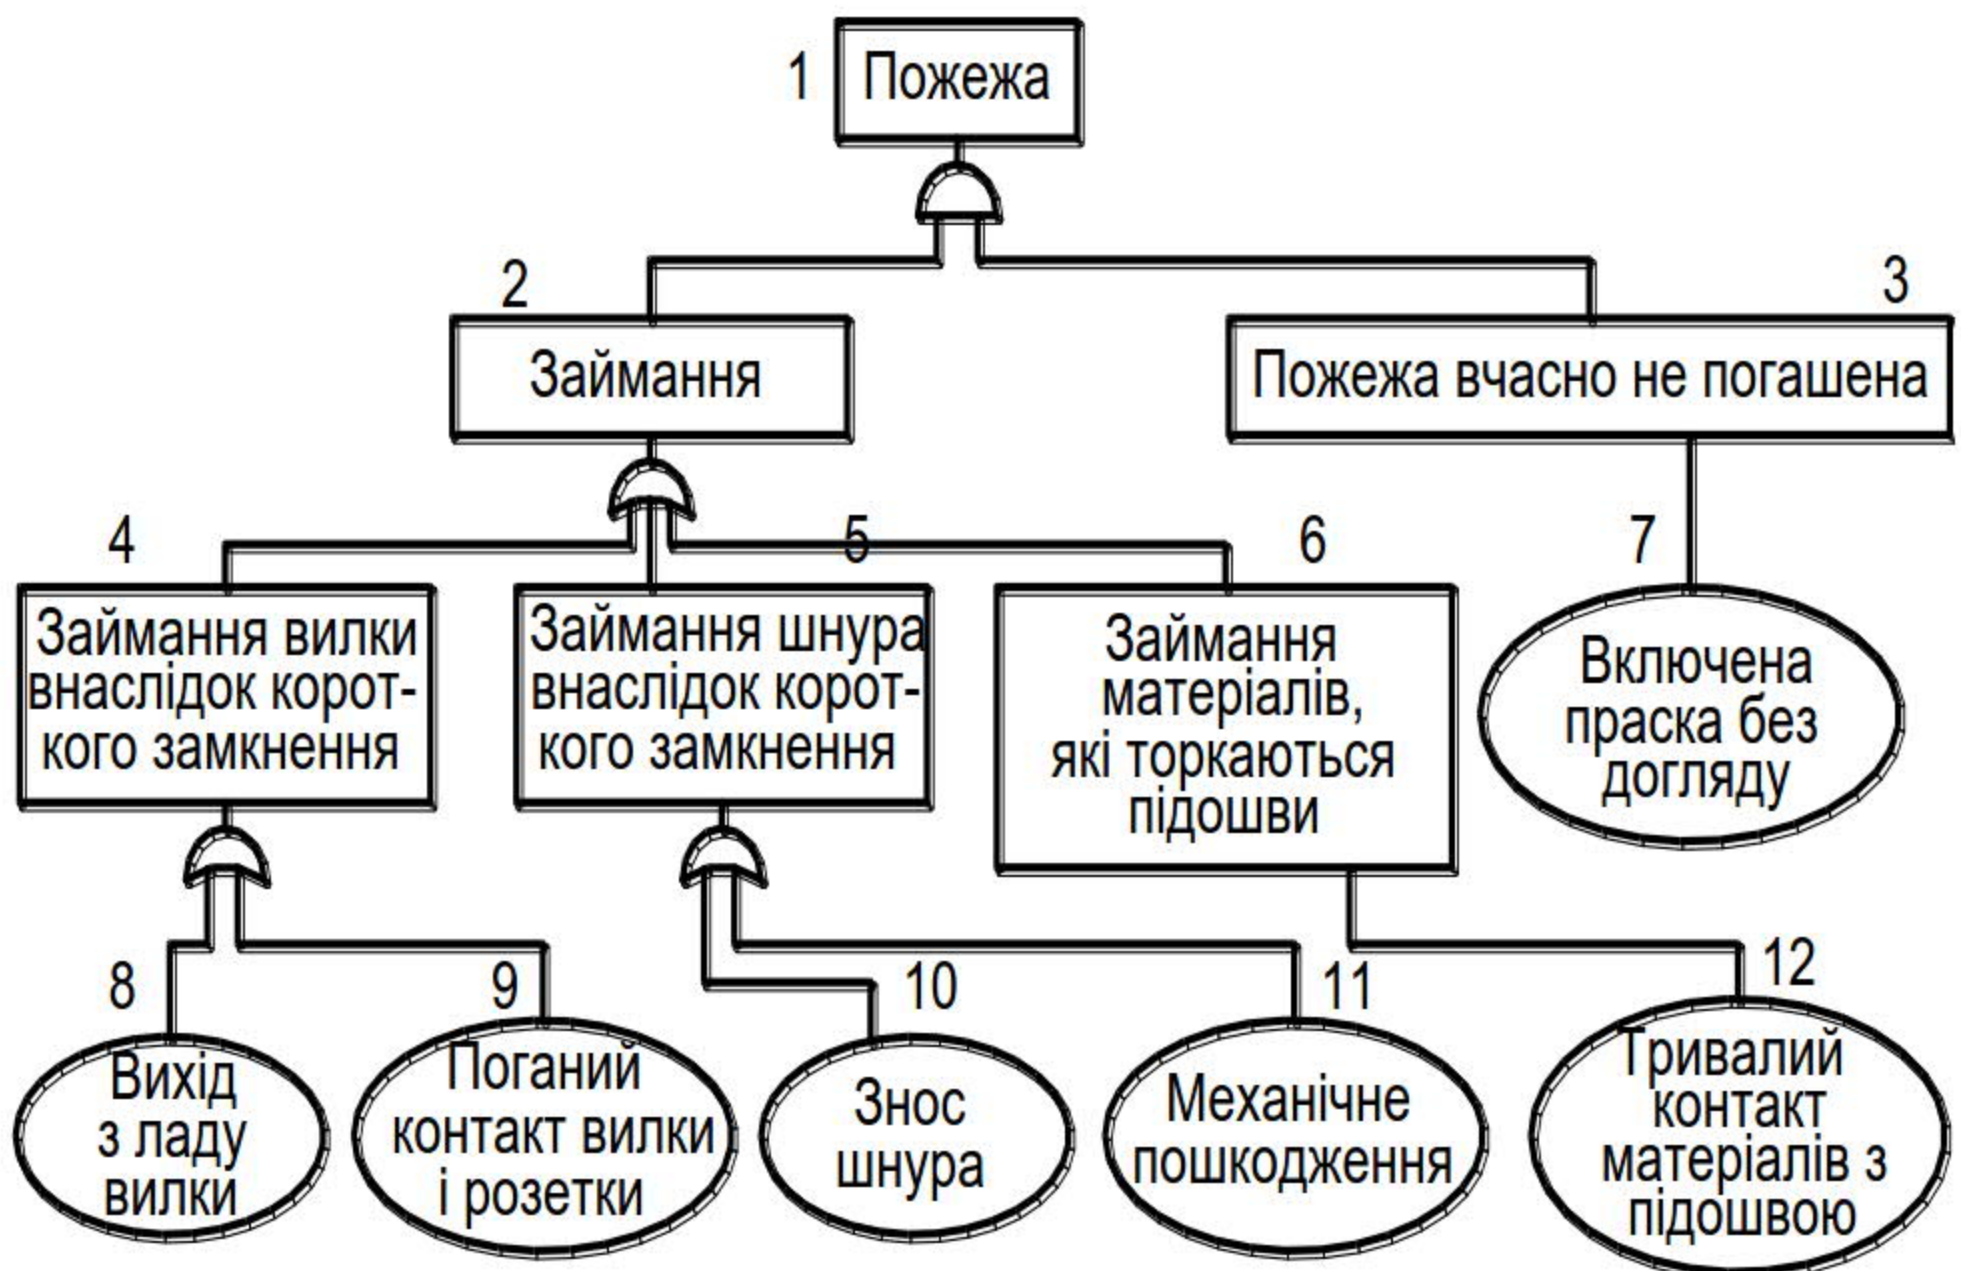 1
Пожежа
2
3
Займання
Пожежа вчасно не погашена
4
5
6
7
Займання вилки
внаслідок корот-
кого замкнення
Займання шнура
внаслідок корот-
кого замкнення
Займання
матеріалів,
які торкаються
підошви
Включена
праска без
догляду
8
9
10
11
12
Вихід
з ладу
вилки
Поганий
контакт вилки
і розетки
Знос
шнура
Механічне
пошкодження
Тривалий
контакт
матеріалів з
підошвою